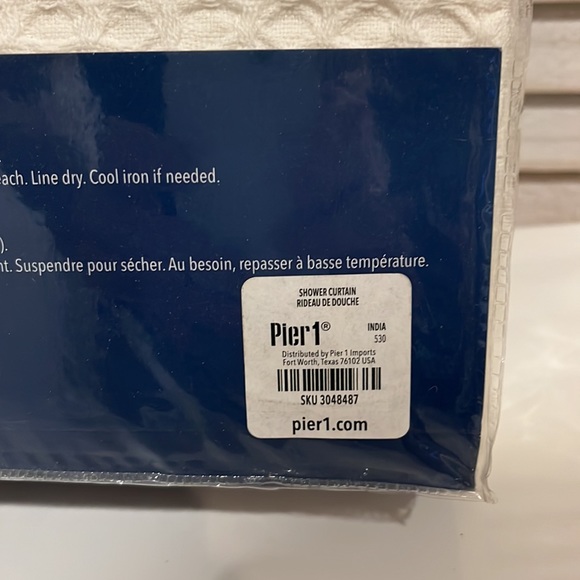 each. Line dry. Cool iron if needed.
).
nt. Suspendre pour sécher. Au besoin, repasser à basse température.
SHOWER CURTAIN
RIDEAU DE DOUCHE
Pier1® INDIA
530
Distributed by Pier 1 Imports
Fort Worth, Texas 76102 USA
SKU 3048487
pier1.com